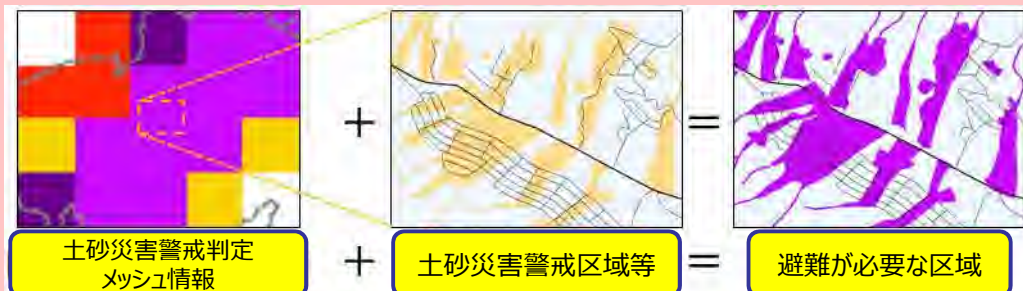 +
=
土砂災害警戒判定
メッシュ情報
+
土砂災害警戒区域等
=
避難が必要な区域